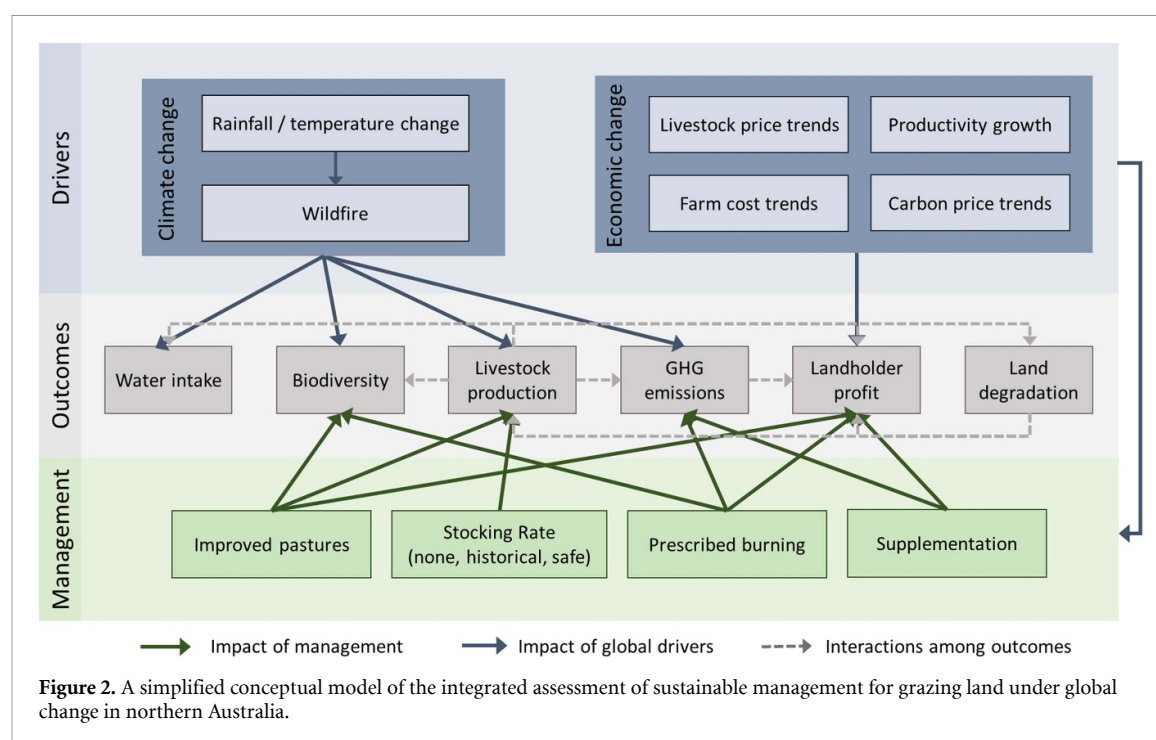 Drivers
Climate change
Rainfall / temperature change
Wildfire
Economic change
Livestock price trends
Productivity growth
Farm cost trends
Carbon price trends
Outcomes
Water intake
Biodiversity
Livestock
production
GHG
emissions
Landholder
profit
Land
degradation
Management
Improved pastures
Stocking Rate
(none, historical, safe)
Prescribed burning
Supplementation
Impact of management
Impact of global drivers
Interactions among outcomes
Figure 2. A simplified conceptual model of the integrated assessment of sustainable management for grazing land under global
change in northern Australia.